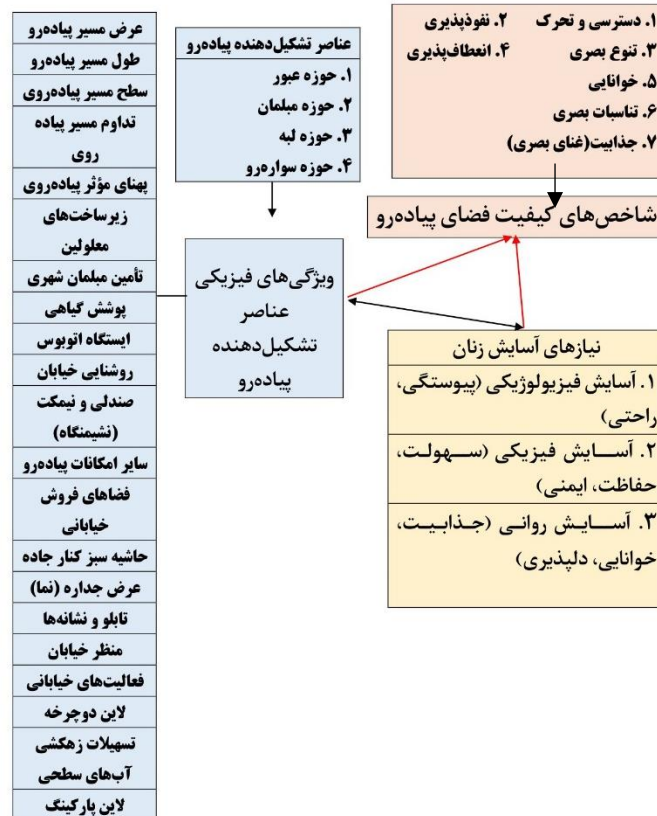 ۱. دسترسی و تحرک ۲. نفوذپذیری
۳. تنوع بصری ۴. انعطاف‌پذیری
۵. خوانایی
۶. تناسبات بصری
۷. جذابیت(غنای بصری)
شاخص‌های کیفیت فضای پیاده‌رو
نیازهای آسایش زنان
۱. آسایش فیزیولوژیکی (پیوستگی،
راحتی)
۲. آسایش فیزیکی (سهولت،
حفاظت، ایمنی)
۳. آسایش روانی (جذابیت،
خوانایی، دلپذیری)
عناصر تشکیل‌دهنده پیاده‌رو
۱. حوزه عبور
۲. حوزه مبلمان
۳. حوزه لبه
۴. حوزه سواره‌رو
ویژگی‌های فیزیکی
عناصر
تشکیل‌دهنده
پیاده‌رو
عرض مسیر پیاده‌رو
طول مسیر پیاده‌رو
سطح مسیر پیاده‌روی
تداوم مسیر پیاده
روی
پهنای مؤثر پیاده‌روی
زیرساخت‌های
معلولین
تأمین مبلمان شهری
پوشش گیاهی
ایستگاه اتوبوس
روشنایی خیابان
صندلی و نیمکت
(نشیمنگاه)
سایر امکانات پیاده‌رو
فضاهای فروش
خیابانی
حاشیه سبز کنار جاده
عرض جداره (نما)
تابلو و نشانه‌ها
منظر خیابان
فعالیت‌های خیابانی
لاین دوچرخه
تسهیلات زهکشی
آب‌های سطحی
لاین پارکینگ